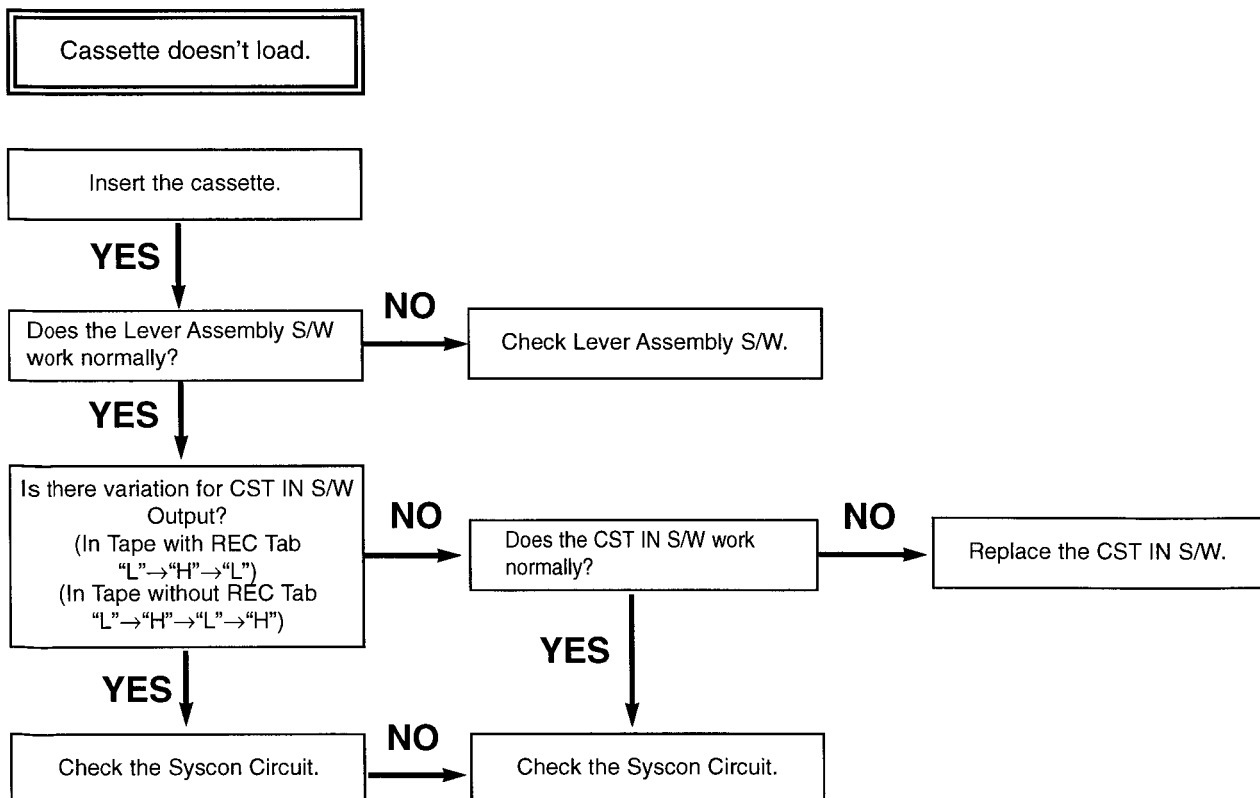 Cassette doesn't load.
Insert the cassette.
YES
NO
Does the Lever Assembly S/W
work normally?
Check Lever Assembly S/W.
YES
Is there variation for CST IN S/W
Output?
(In Tape with REC Tab
“L”→“H”→“L”)
(In Tape without REC Tab
“L”→“H”→“L”→“H”)
NO
Does the CST IN S/W work
normally?
NO
Replace the CST IN S/W.
YES
YES
Check the Syscon Circuit.
NO
Check the Syscon Circuit.